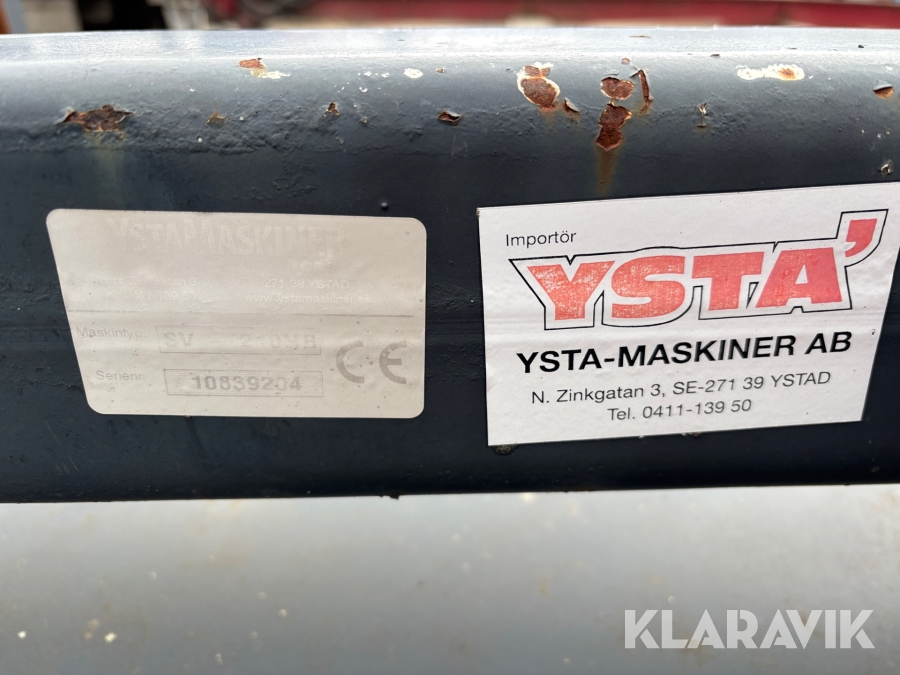 YSTAMASKINER
Maskintyp
SV
Serienr.
10839204
CE
Importör
YSTA'
YSTA-MASKINER AB
N. Zinkgatan 3, SE-271 39 YSTAD
Tel. 0411-139 50
KLARAVIK